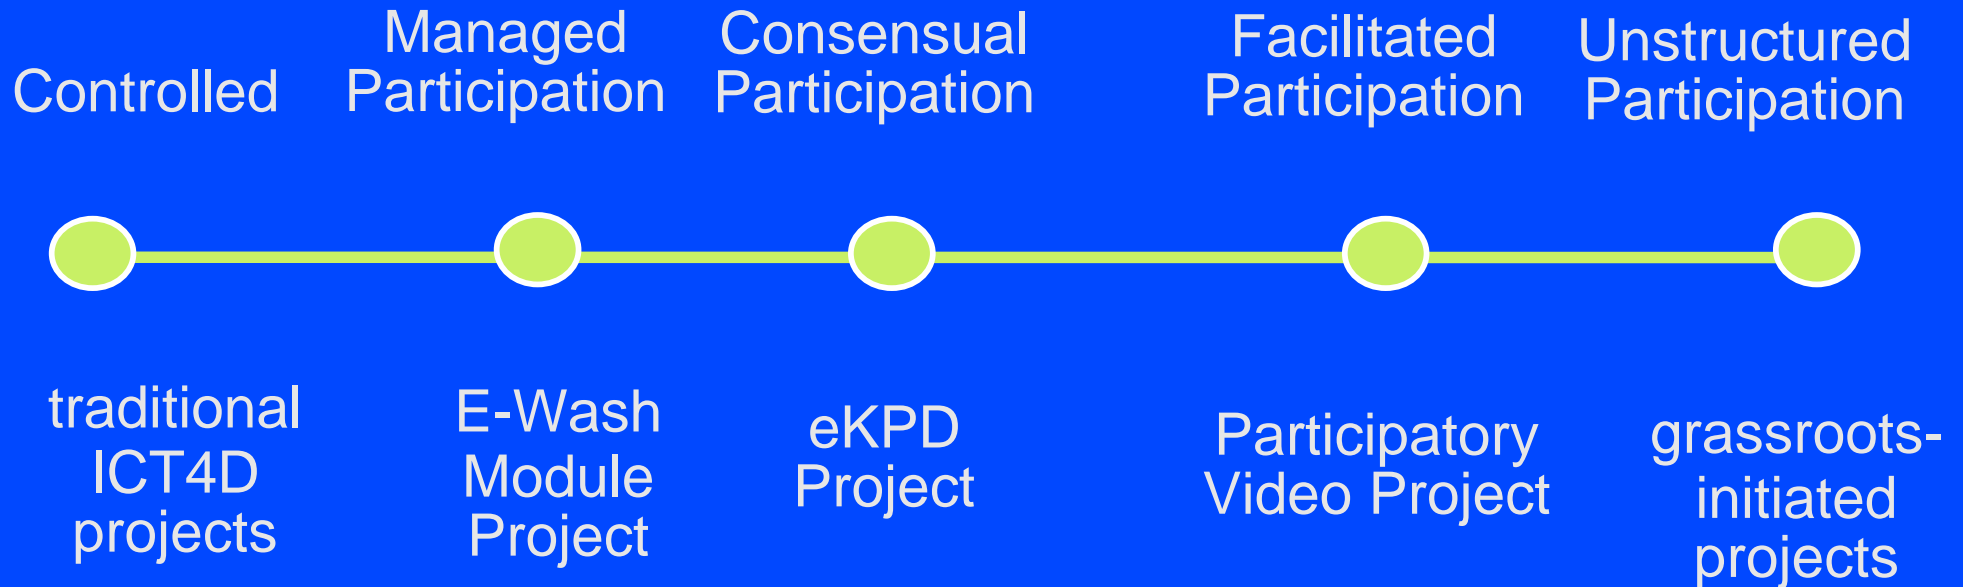 Controlled
Managed
Participation
Consensual
Participation
Facilitated
Participation
Unstructured
Participation
traditional
ICT4D
projects
E-Wash
Module
Project
eKPD
Project
Participatory
Video Project
grassroots-
initiated
projects